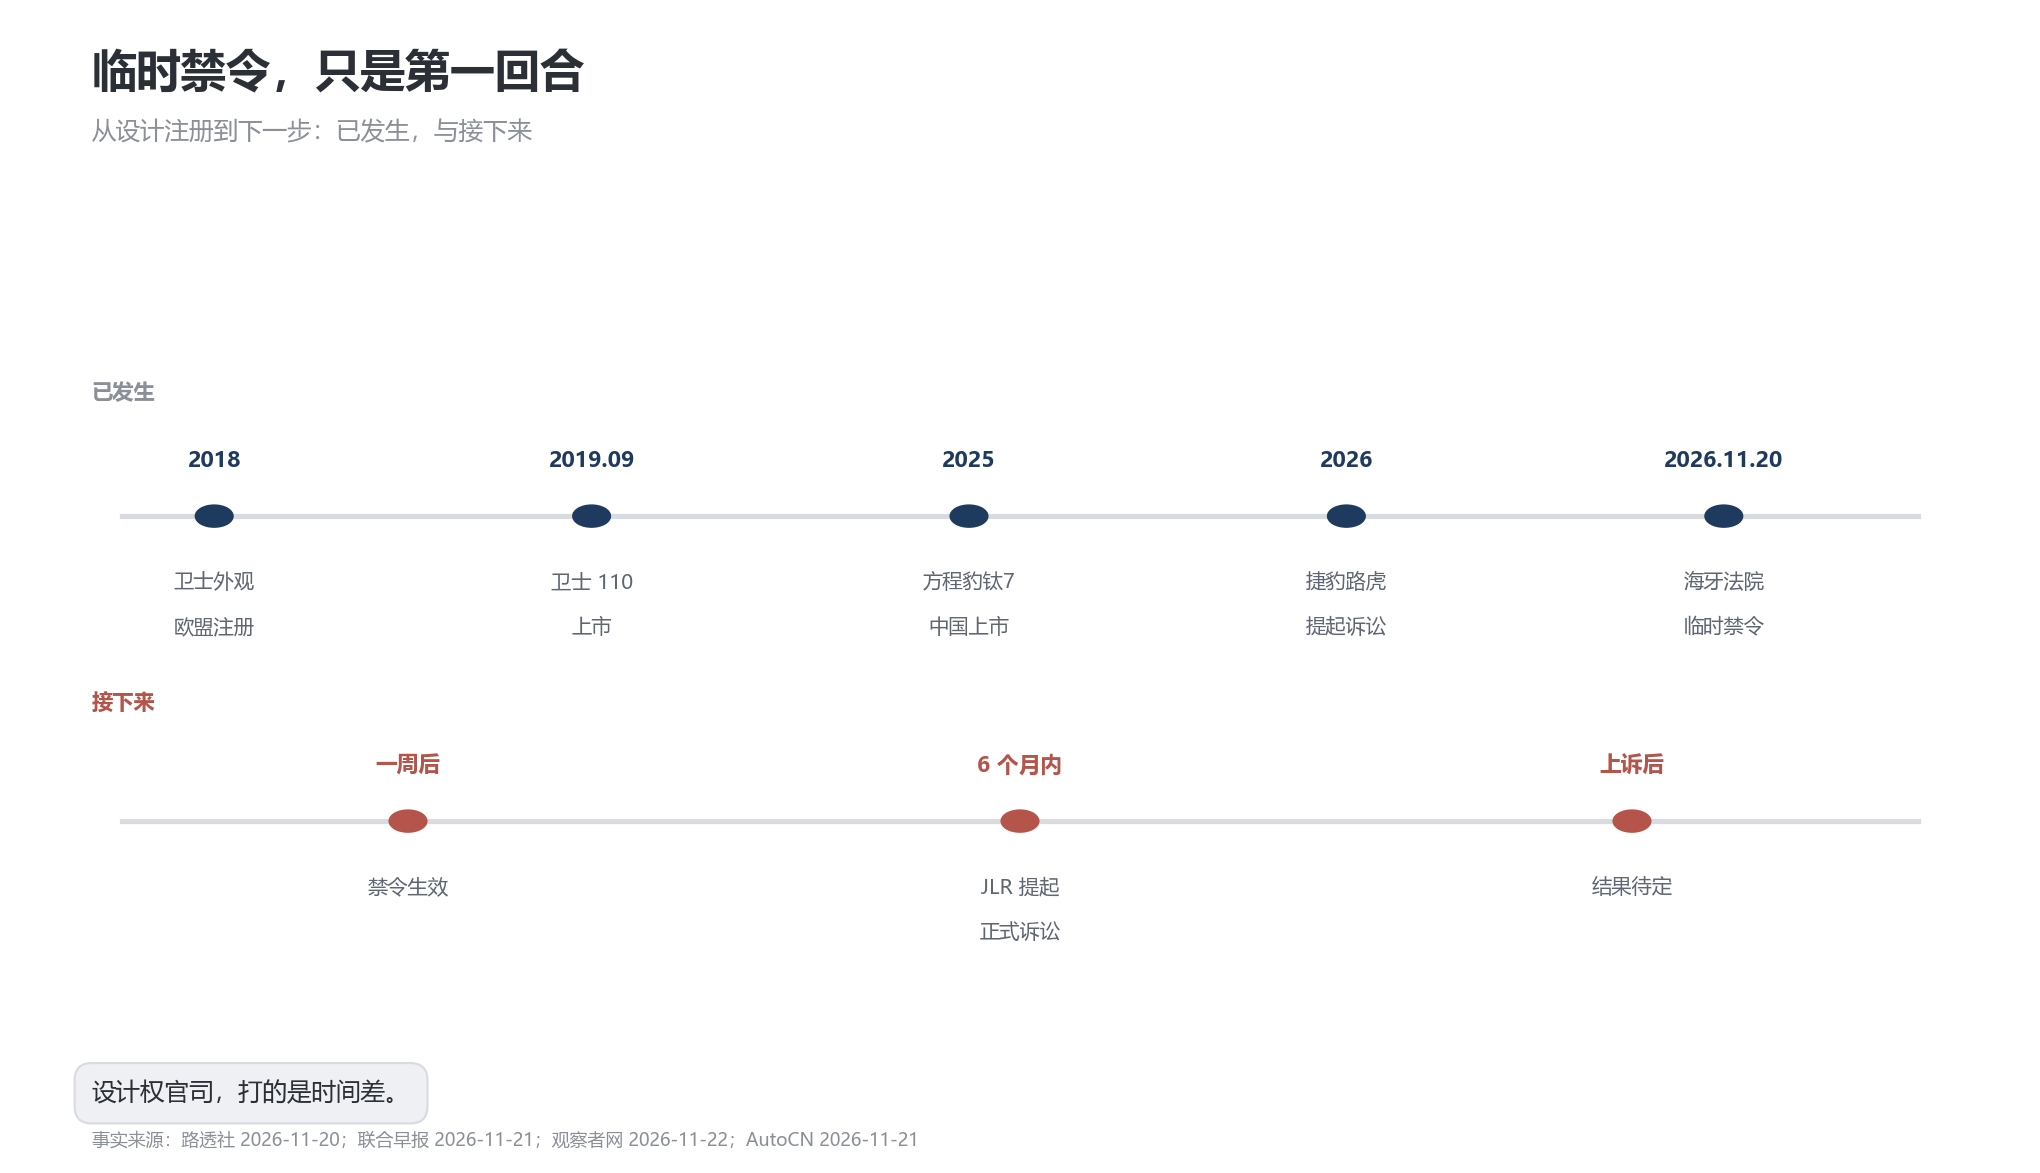 临时禁令，只是第一回合
从设计注册到下一步：已发生，与接下来
已发生
2018
2019.09
2025
2026
2026.11.20
卫士外观
欧盟注册
卫士 110
上市
方程豹钛7
中国上市
捷豹路虎
提起诉讼
海牙法院
临时禁令
接下来
一周后
6 个月内
上诉后
禁令生效
JLR 提起
正式诉讼
结果待定
设计权官司，打的是时间差。
事实来源：路透社 2026-11-20；联合早报 2026-11-21；观察者网 2026-11-22；AutoCN 2026-11-21